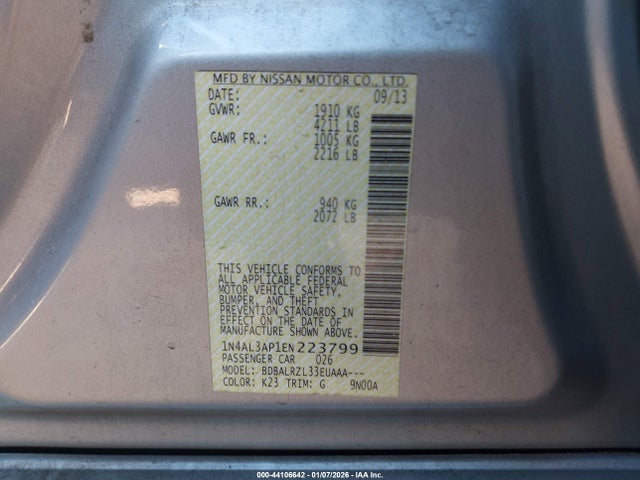 MFD BY NISSAN MOTOR CO., LTD.
DATE: 09/13
GVWR: 1910 KG
4211 LB
GAWR FR.: 1005 KG
2216 LB
GAWR RR.: 940 KG
2072 LB
THIS VEHICLE CONFORMS TO
ALL APPLICABLE FEDERAL
MOTOR VEHICLE SAFETY,
BUMPER, AND THEFT
PREVENTION STANDARDS IN
EFFECT ON THE DATE OF
MANUFACTURE SHOWN ABOVE.
1N4AL3AP1EN223799
PASSENGER CAR 026
MODEL: BDBALRZL33EUAAA---
COLOR: K23 TRIM: G 9N00A
000-44106642 - 01/07/2026 - IAA Inc.